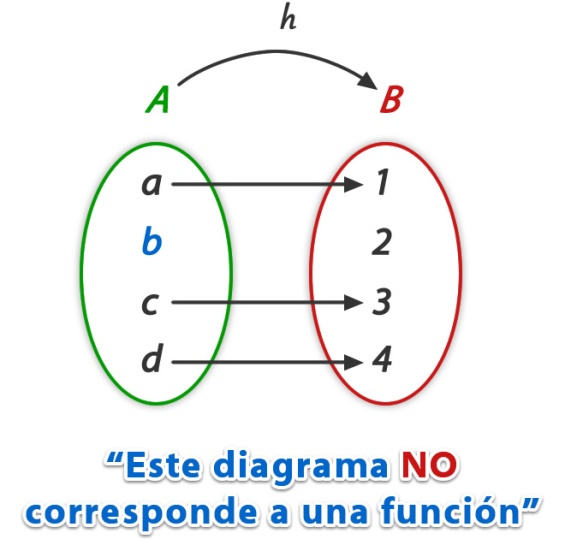 h
A B
a 1
b 2
c 3
d 4
“Este diagrama NO
corresponde a una función”